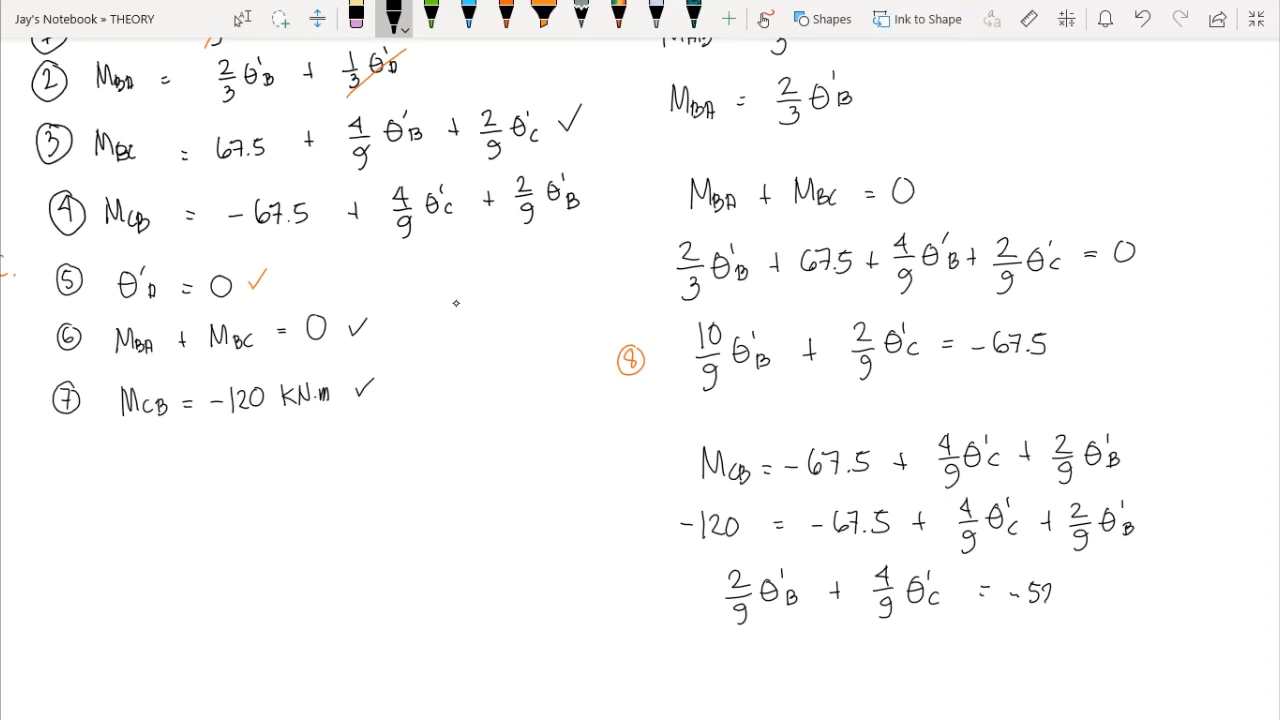 Jay's Notebook » THEORY
Shapes
Ink to Shape
② M_BA = 2/3 θ'_B + 1/3 θ'_A
③ M_BC = 67.5 + 4/9 θ'_B + 2/9 θ'_C ✓
④ M_CB = -67.5 + 4/9 θ'_C + 2/9 θ'_B
⑤ θ'_A = 0 ✓
⑥ M_BA + M_BC = 0 ✓
⑦ M_CB = -120 KN.m ✓
M_BA = 2/3 θ'_B
M_BA + M_BC = 0
2/3 θ'_B + 67.5 + 4/9 θ'_B + 2/9 θ'_C = 0
⑧ 10/9 θ'_B + 2/9 θ'_C = -67.5
M_CB = -67.5 + 4/9 θ'_C + 2/9 θ'_B
-120 = -67.5 + 4/9 θ'_C + 2/9 θ'_B
2/9 θ'_B + 4/9 θ'_C = -52